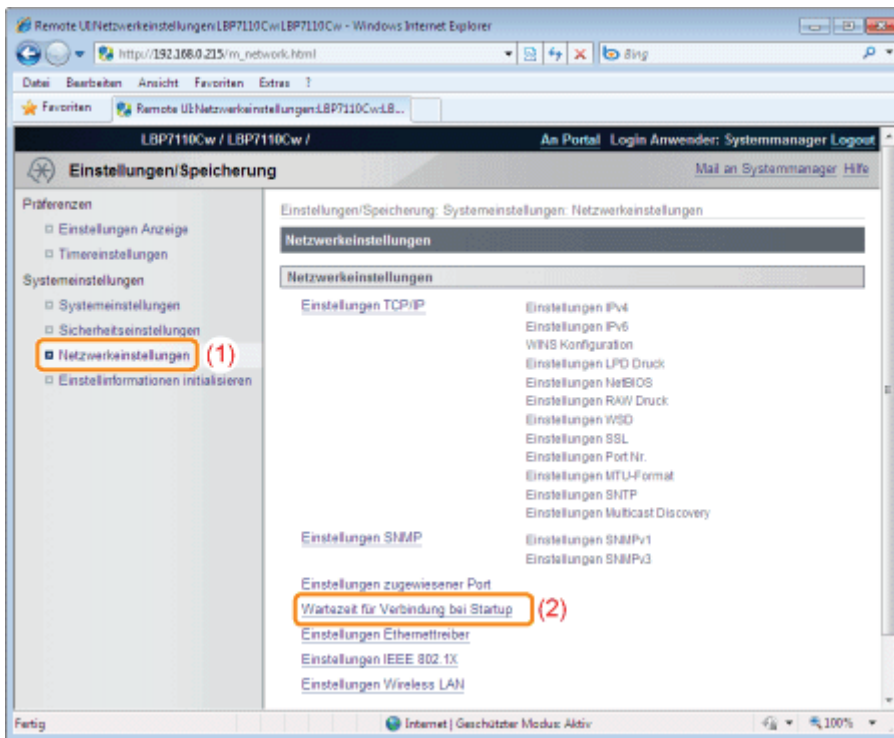 Remote UI:Netzwerkeinstellungen:LBP7110Cw:LBP7110Cw - Windows Internet Explorer
http://192.168.0.215/m_network.html
Bing
Datei Bearbeiten Ansicht Favoriten Extras ?
Favoriten Remote UI:Netzwerkeinstellungen:LBP7110Cw:LB...
LBP7110Cw / LBP7110Cw / An Portal Login Anwender: Systemmanager Logout
Einstellungen/Speicherung Mail an Systemmanager Hilfe
Präferenzen
Einstellungen Anzeige
Timereinstellungen
Systemeinstellungen
Systemeinstellungen
Sicherheitseinstellungen
Netzwerkeinstellungen (1)
Einstellinformationen initialisieren
Einstellungen/Speicherung: Systemeinstellungen: Netzwerkeinstellungen
Netzwerkeinstellungen
Netzwerkeinstellungen
Einstellungen TCP/IP Einstellungen IPv4
Einstellungen IPv6
WINS Konfiguration
Einstellungen LPD Druck
Einstellungen NetBIOS
Einstellungen RAW Druck
Einstellungen WSD
Einstellungen SSL
Einstellungen Port Nr.
Einstellungen MTU-Format
Einstellungen SNTP
Einstellungen Multicast Discovery
Einstellungen SNMP Einstellungen SNMPv1
Einstellungen SNMPv3
Einstellungen zugewiesener Port
Wartezeit für Verbindung bei Startup (2)
Einstellungen Ethernettreiber
Einstellungen IEEE 802.1X
Einstellungen Wireless LAN
Fertig Internet | Geschützter Modus: Aktiv 100%